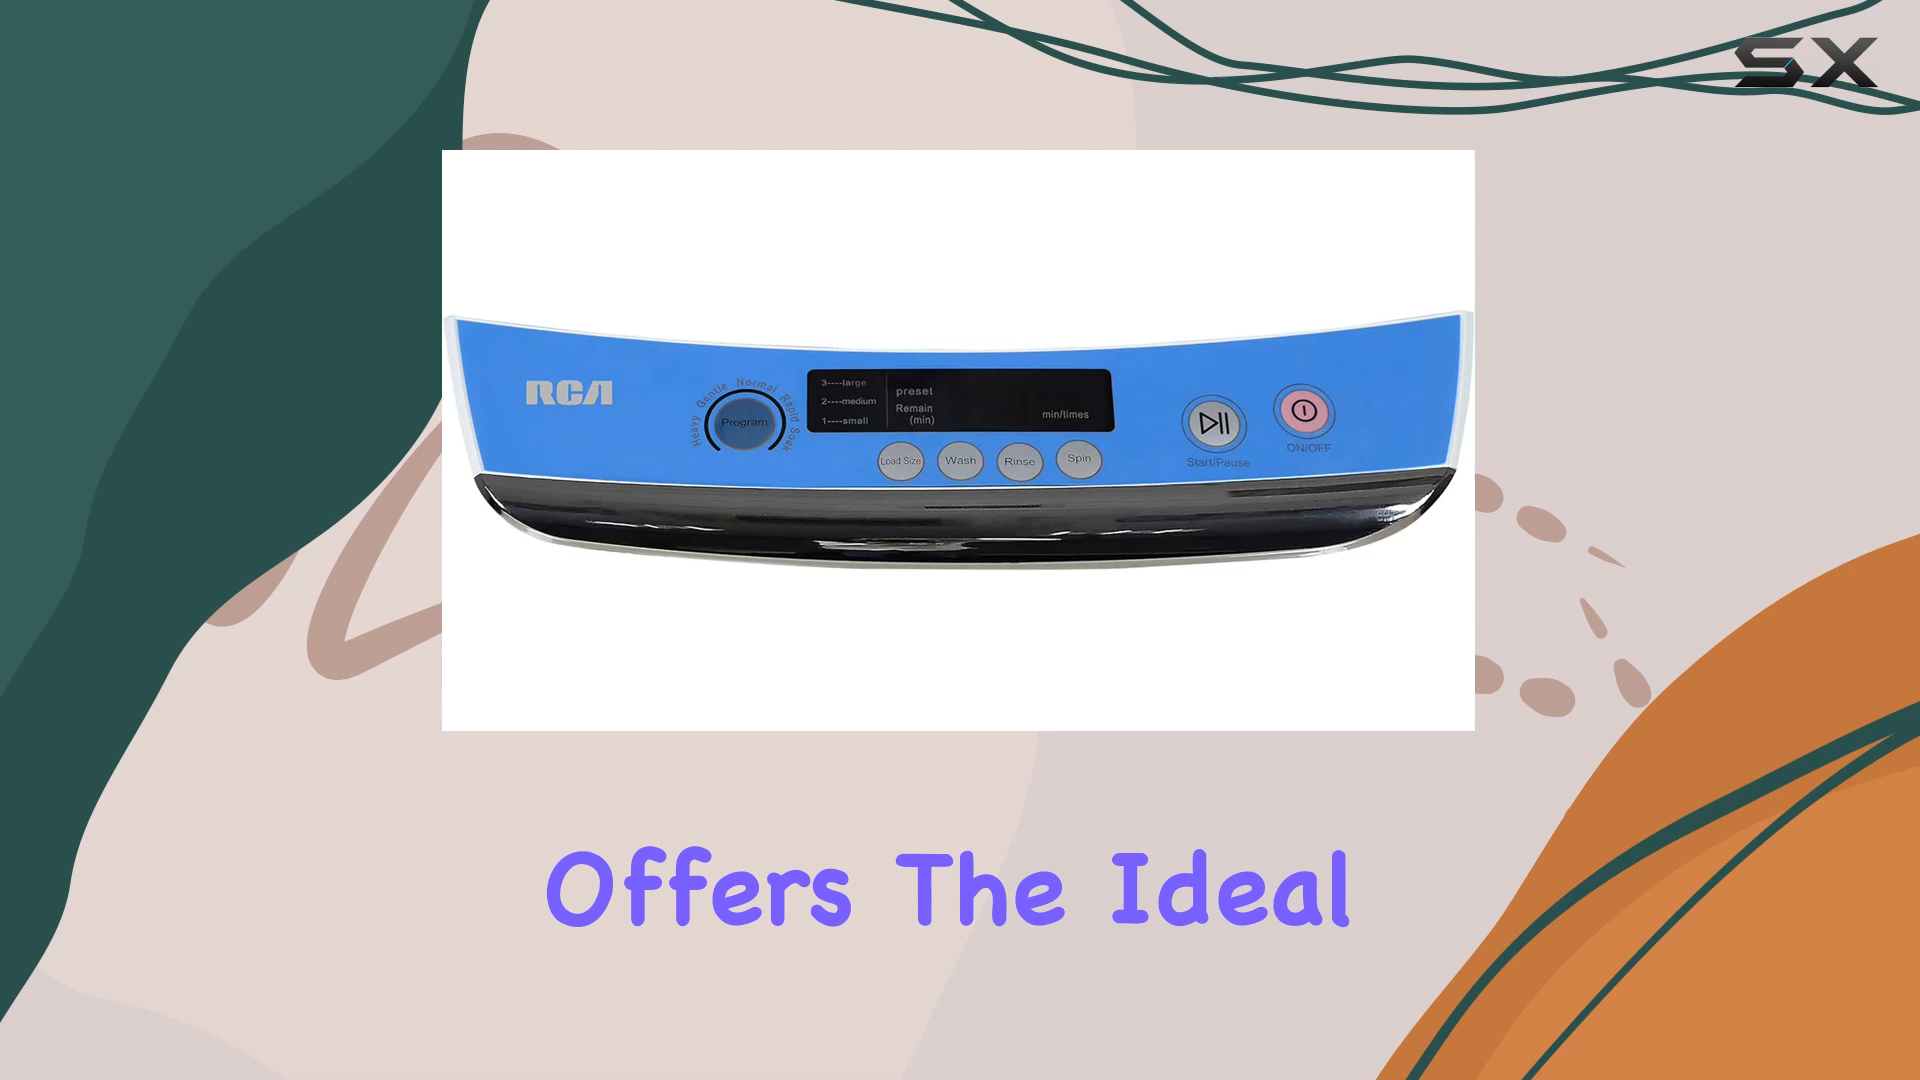 SX
RCA
Heavy Gentle Normal Rapid Soak
Program
3----large
2----medium
1----small
preset
Remain
(min)
min/times
Load Size
Wash
Rinse
Spin
Start/Pause
ON/OFF
Offers The Ideal